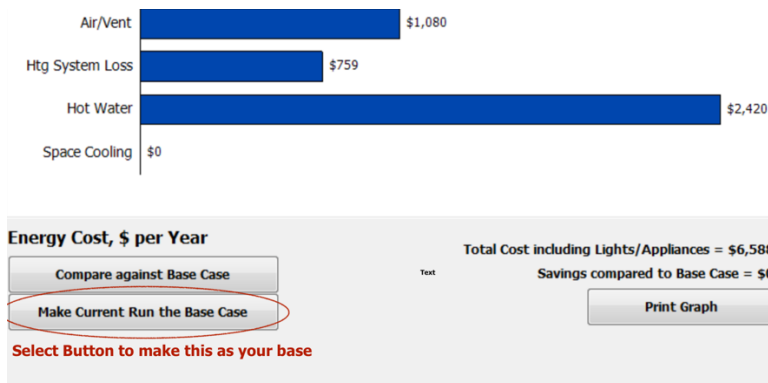 Air/Vent $1,080
Htg System Loss $759
Hot Water $2,420
Space Cooling $0
Energy Cost, $ per Year
Total Cost including Lights/Appliances = $6,588
Compare against Base Case
Text
Savings compared to Base Case = $0
Make Current Run the Base Case
Print Graph
Select Button to make this as your base